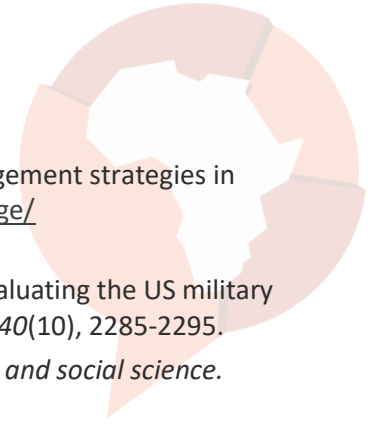 gement strategies in
ge/
aluating the US military
40(10), 2285-2295.
and social science.